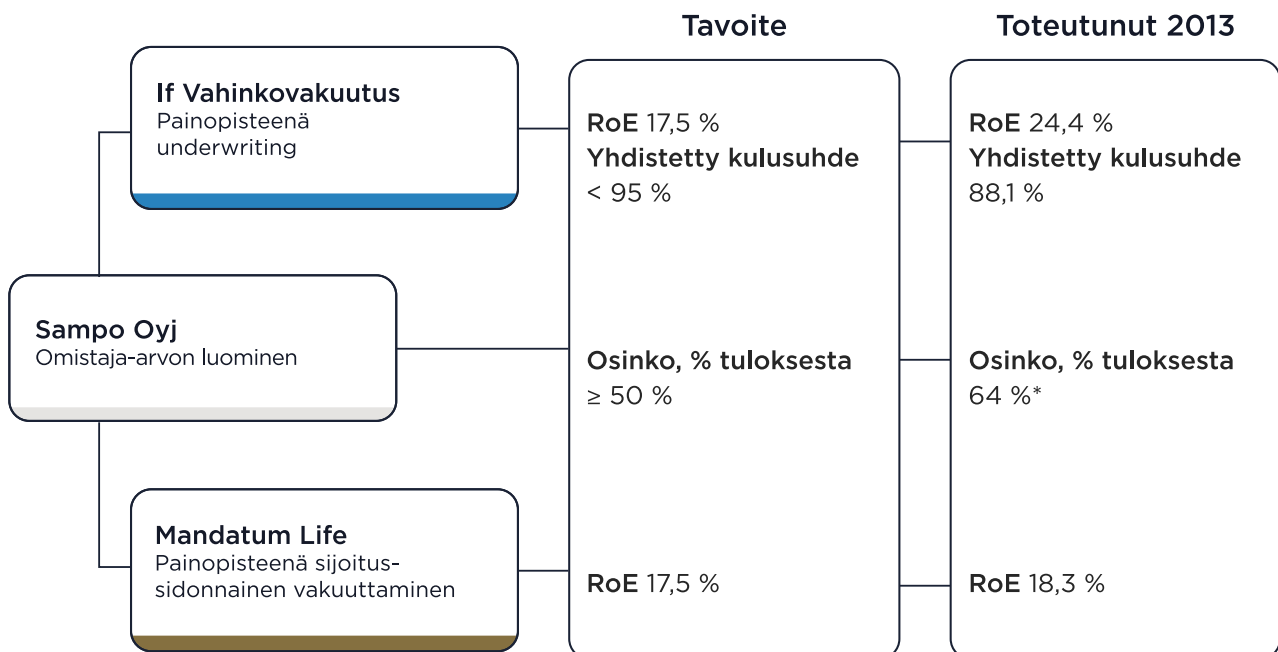 Tavoite
Toteutunut 2013
If Vahinkovakuutus
Painopisteenä
underwriting
RoE 17,5 %
Yhdistetty kulusuhde
< 95 %
RoE 24,4 %
Yhdistetty kulusuhde
88,1 %
Sampo Oyj
Omistaja-arvon luominen
Osinko, % tuloksesta
≥ 50 %
Osinko, % tuloksesta
64 %*
Mandatum Life
Painopisteenä sijoitus-
sidonnainen vakuuttaminen
RoE 17,5 %
RoE 18,3 %